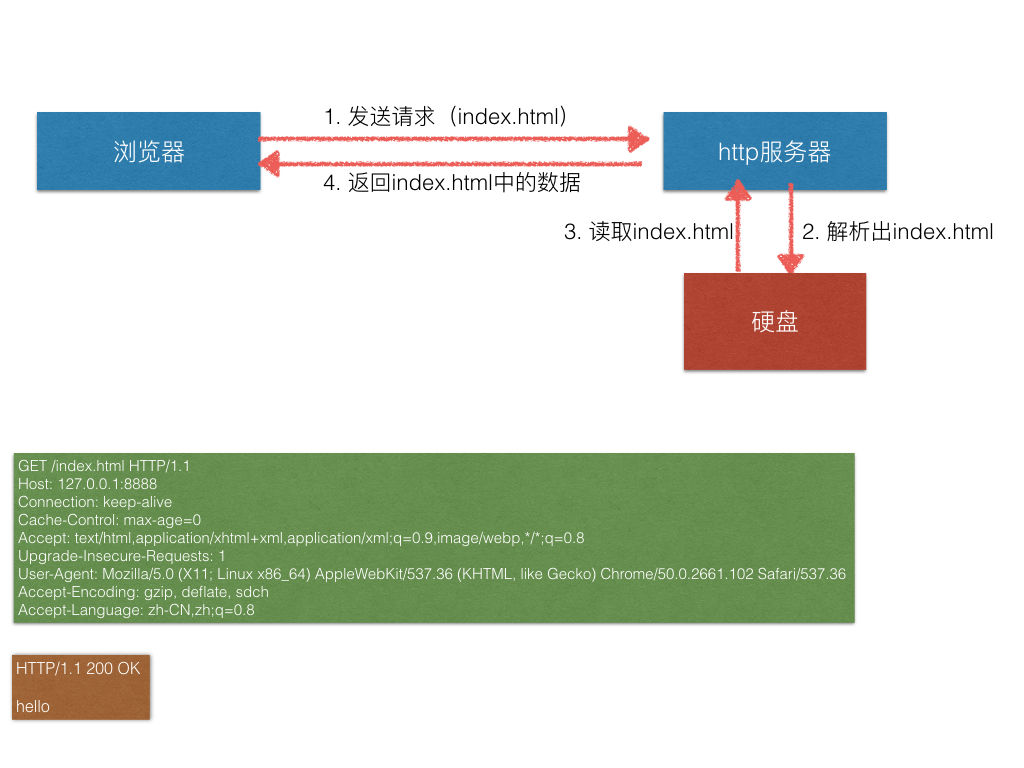 1. 发送请求（index.html）
浏览器
http服务器
4. 返回index.html中的数据
3. 读取index.html
2. 解析出index.html
硬盘
GET /index.html HTTP/1.1
Host: 127.0.0.1:8888
Connection: keep-alive
Cache-Control: max-age=0
Accept: text/html,application/xhtml+xml,application/xml;q=0.9,image/webp,*/*;q=0.8
Upgrade-Insecure-Requests: 1
User-Agent: Mozilla/5.0 (X11; Linux x86_64) AppleWebKit/537.36 (KHTML, like Gecko) Chrome/50.0.2661.102 Safari/537.36
Accept-Encoding: gzip, deflate, sdch
Accept-Language: zh-CN,zh;q=0.8
HTTP/1.1 200 OK
hello